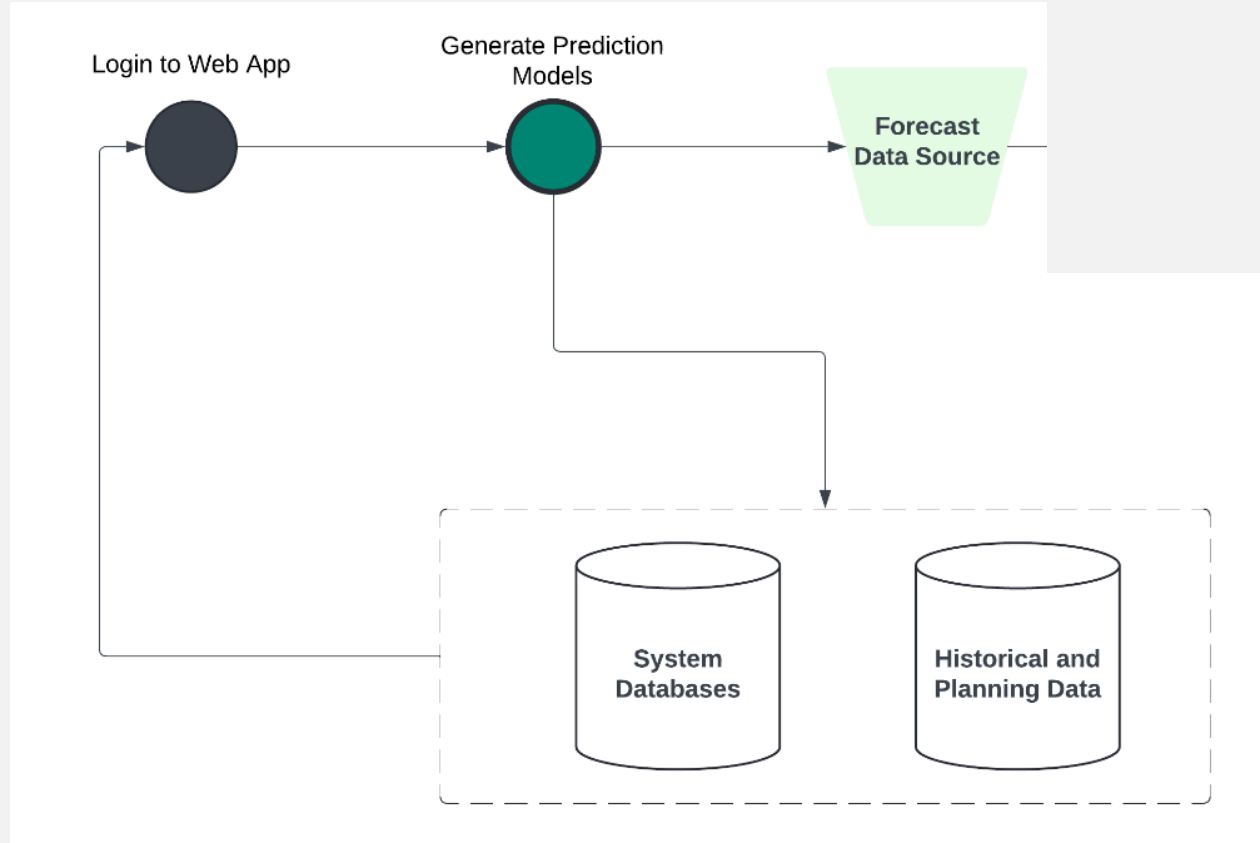 Login to Web App
Generate Prediction
Models
Forecast
Data Source
System
Databases
Historical and
Planning Data